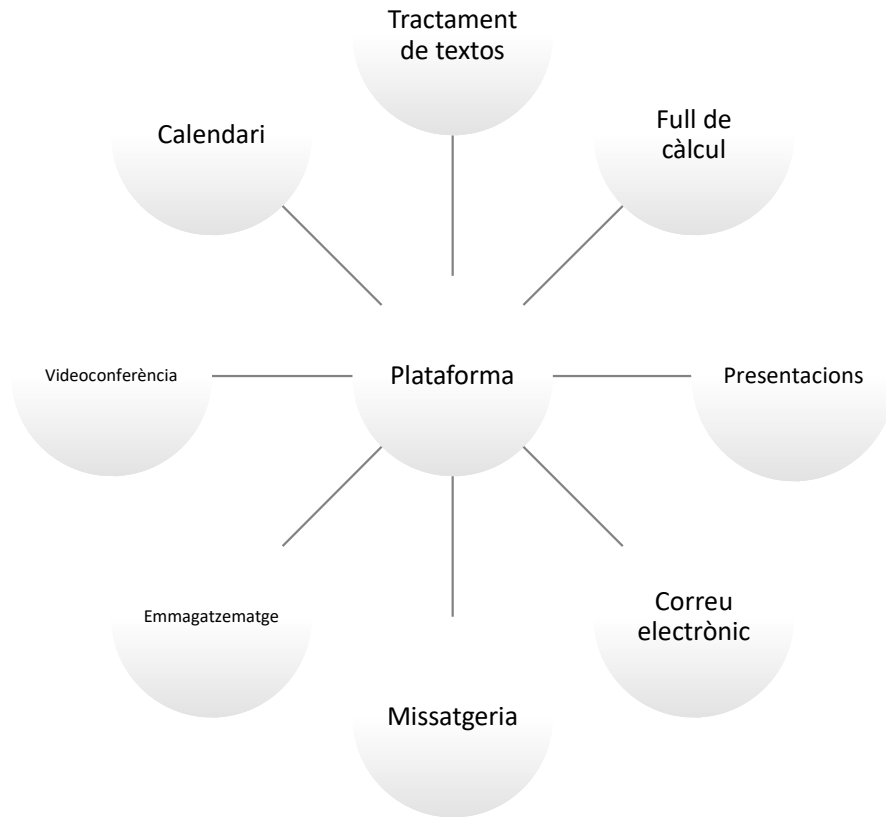 Tractament
de textos
Calendari
Full de
càlcul
Videoconferència
Plataforma
Presentacions
Emmagatzematge
Correu
electrònic
Missatgeria